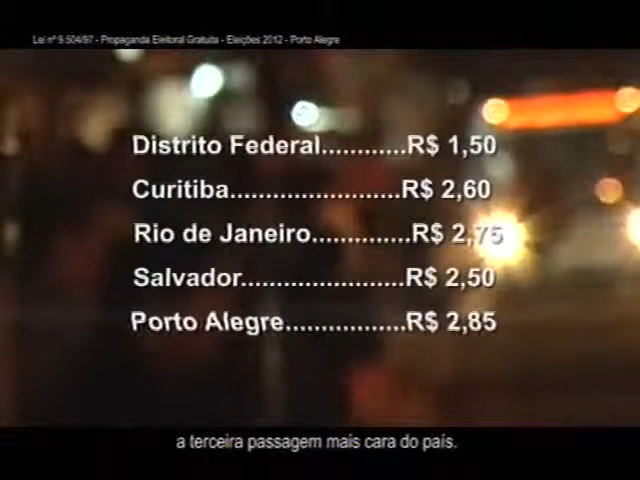 Lei nº 9.504/97 - Propaganda Eleitoral Gratuita - Eleições 2012 - Porto Alegre
Distrito Federal............R$ 1,50
Curitiba........................R$ 2,60
Rio de Janeiro..............R$ 2,75
Salvador.......................R$ 2,50
Porto Alegre.................R$ 2,85
a terceira passagem mais cara do país.